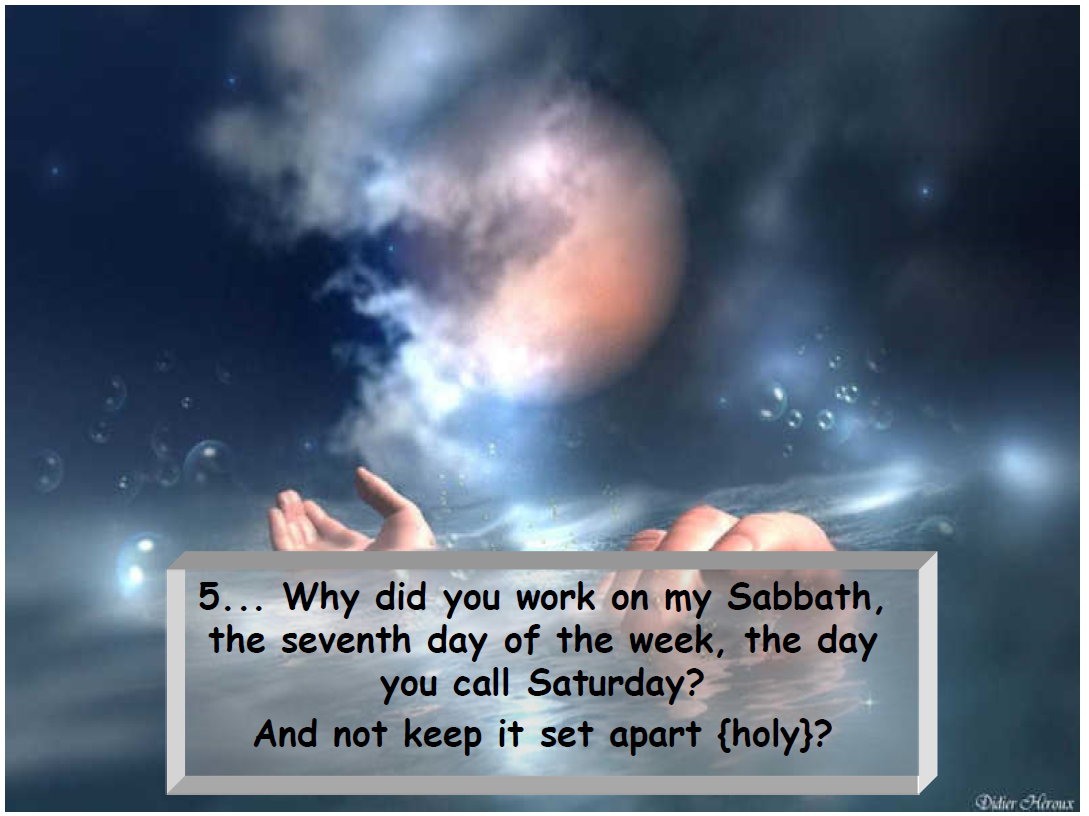 5... Why did you work on my Sabbath,
the seventh day of the week, the day
you call Saturday?
And not keep it set apart {holy}?
Didier Héroux